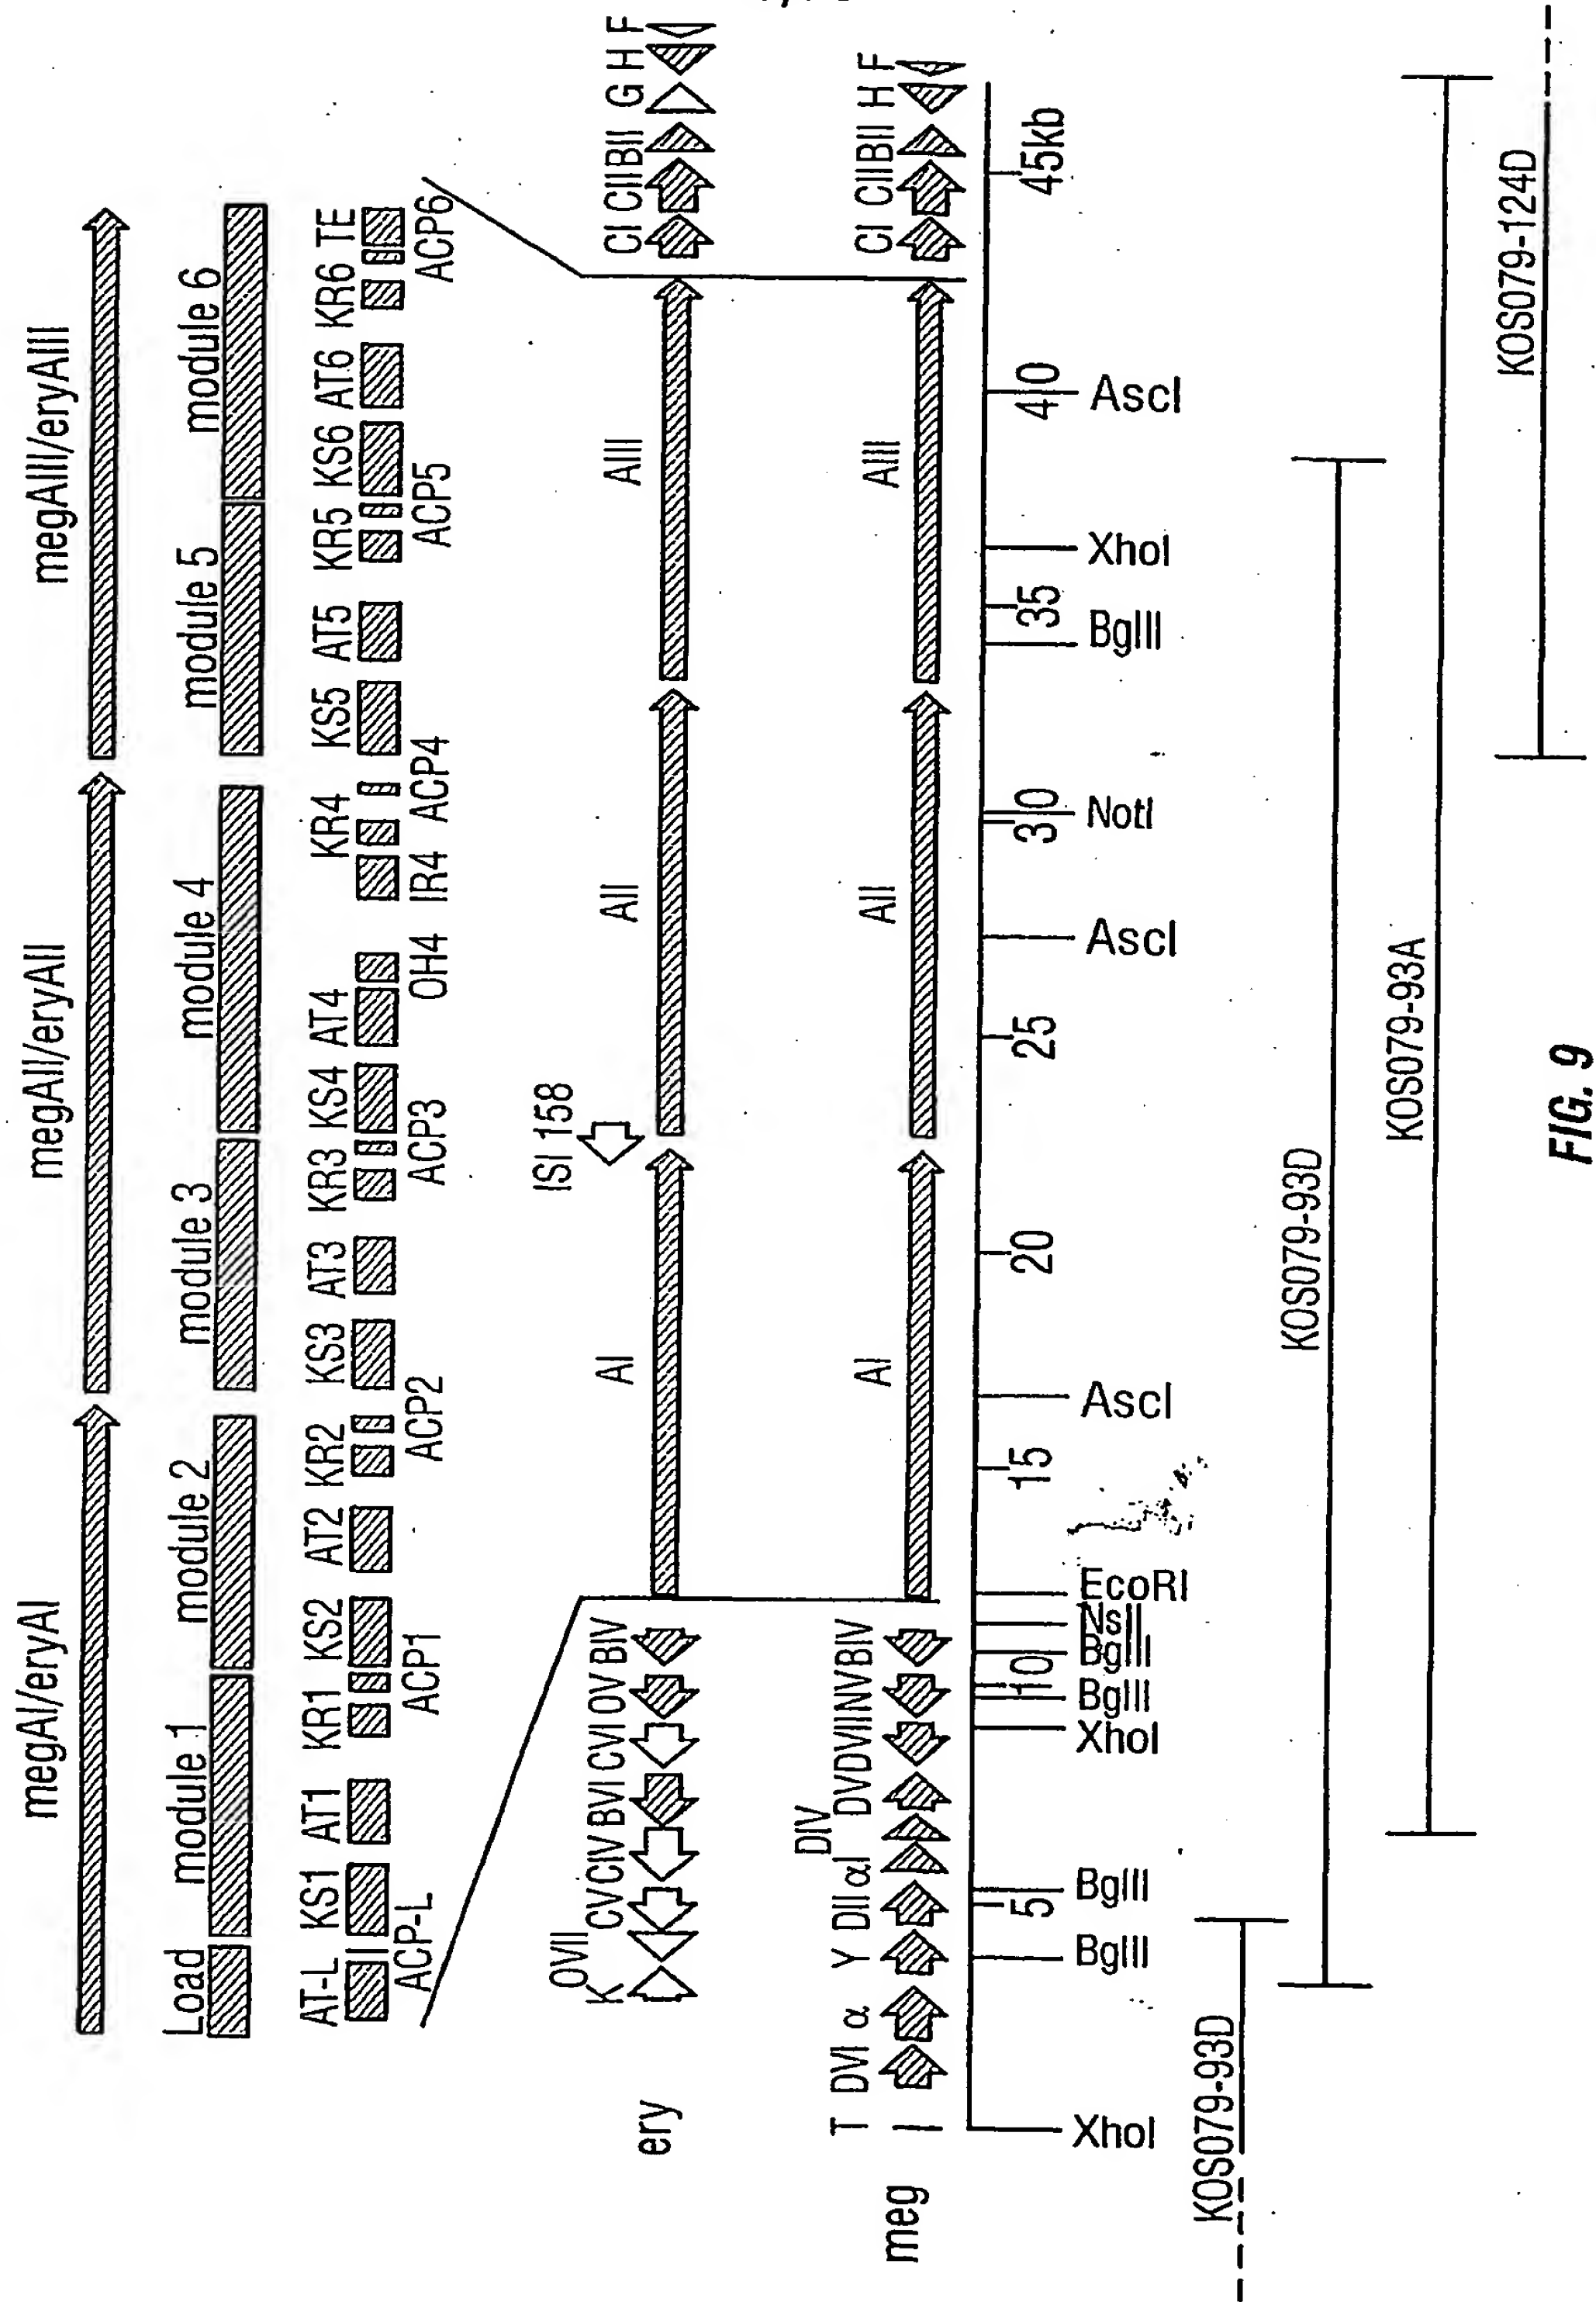 megAI/eryAI megAII/eryAII megAIII/eryAIII
Load module 1 module 2 module 3 module 4 module 5 module 6
AT-L KS1 AT1 KR1 KS2 AT2 KR2 KS3 AT3 KR3 KS4 AT4 KR4 KS5 AT5 KR5 KS6 AT6 KR6 TE
ACP-L ACP1 ACP2 ACP3 OH4 IR4 ACP4 ACP5 ACP6
ISI 158
OVII
K CV CIV BVI CVI OV BIV AI AII AIII CI CII BII G H F
ery
DIV
T DVI α Y DII αI DV DVII NV BIV AI AII AIII CI CII BII H F
meg
5 10 15 20 25 30 35 40 45kb
XhoI BglII BglII XhoI BglII BglII NsII EcoRI AscI AscI NotI BglII XhoI AscI
KOS079-93D
KOS079-93D
KOS079-93A
KOS079-124D
FIG. 9